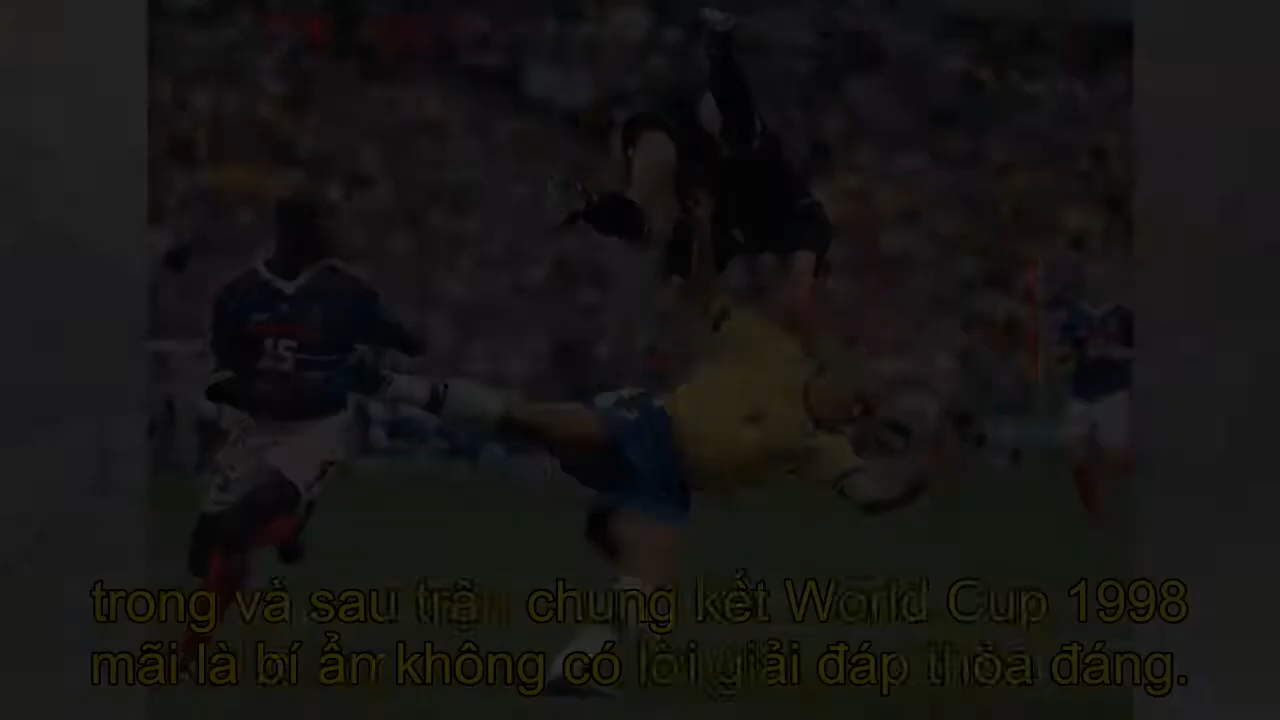 15
trong và sau trận chung kết World Cup 1998
mãi là bí ẩn không có lời giải đáp thỏa đáng.